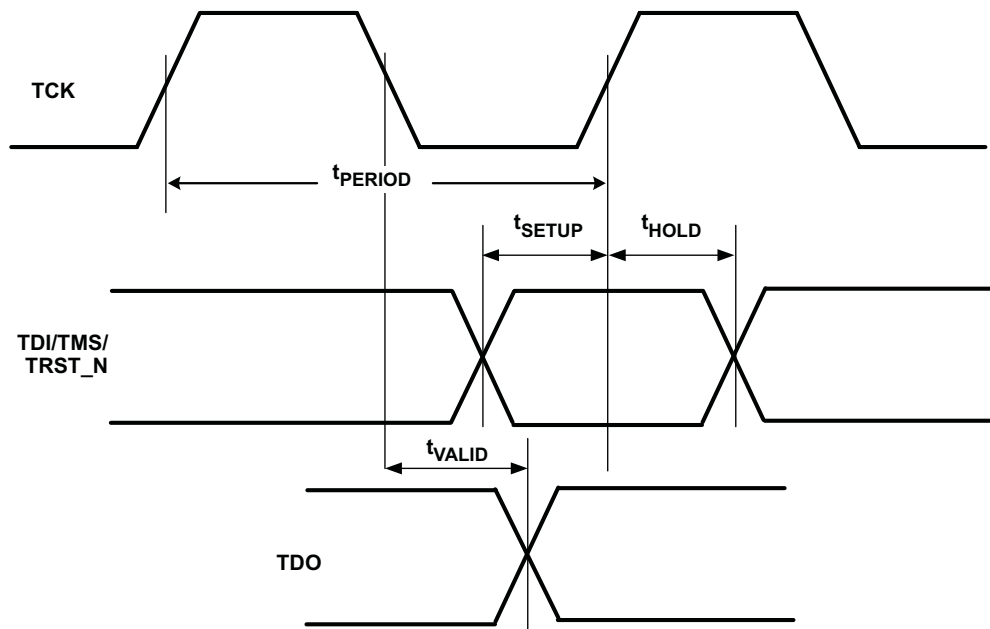 TCK
tPERIOD
tSETUP
tHOLD
TDI/TMS/
TRST_N
tVALID
TDO